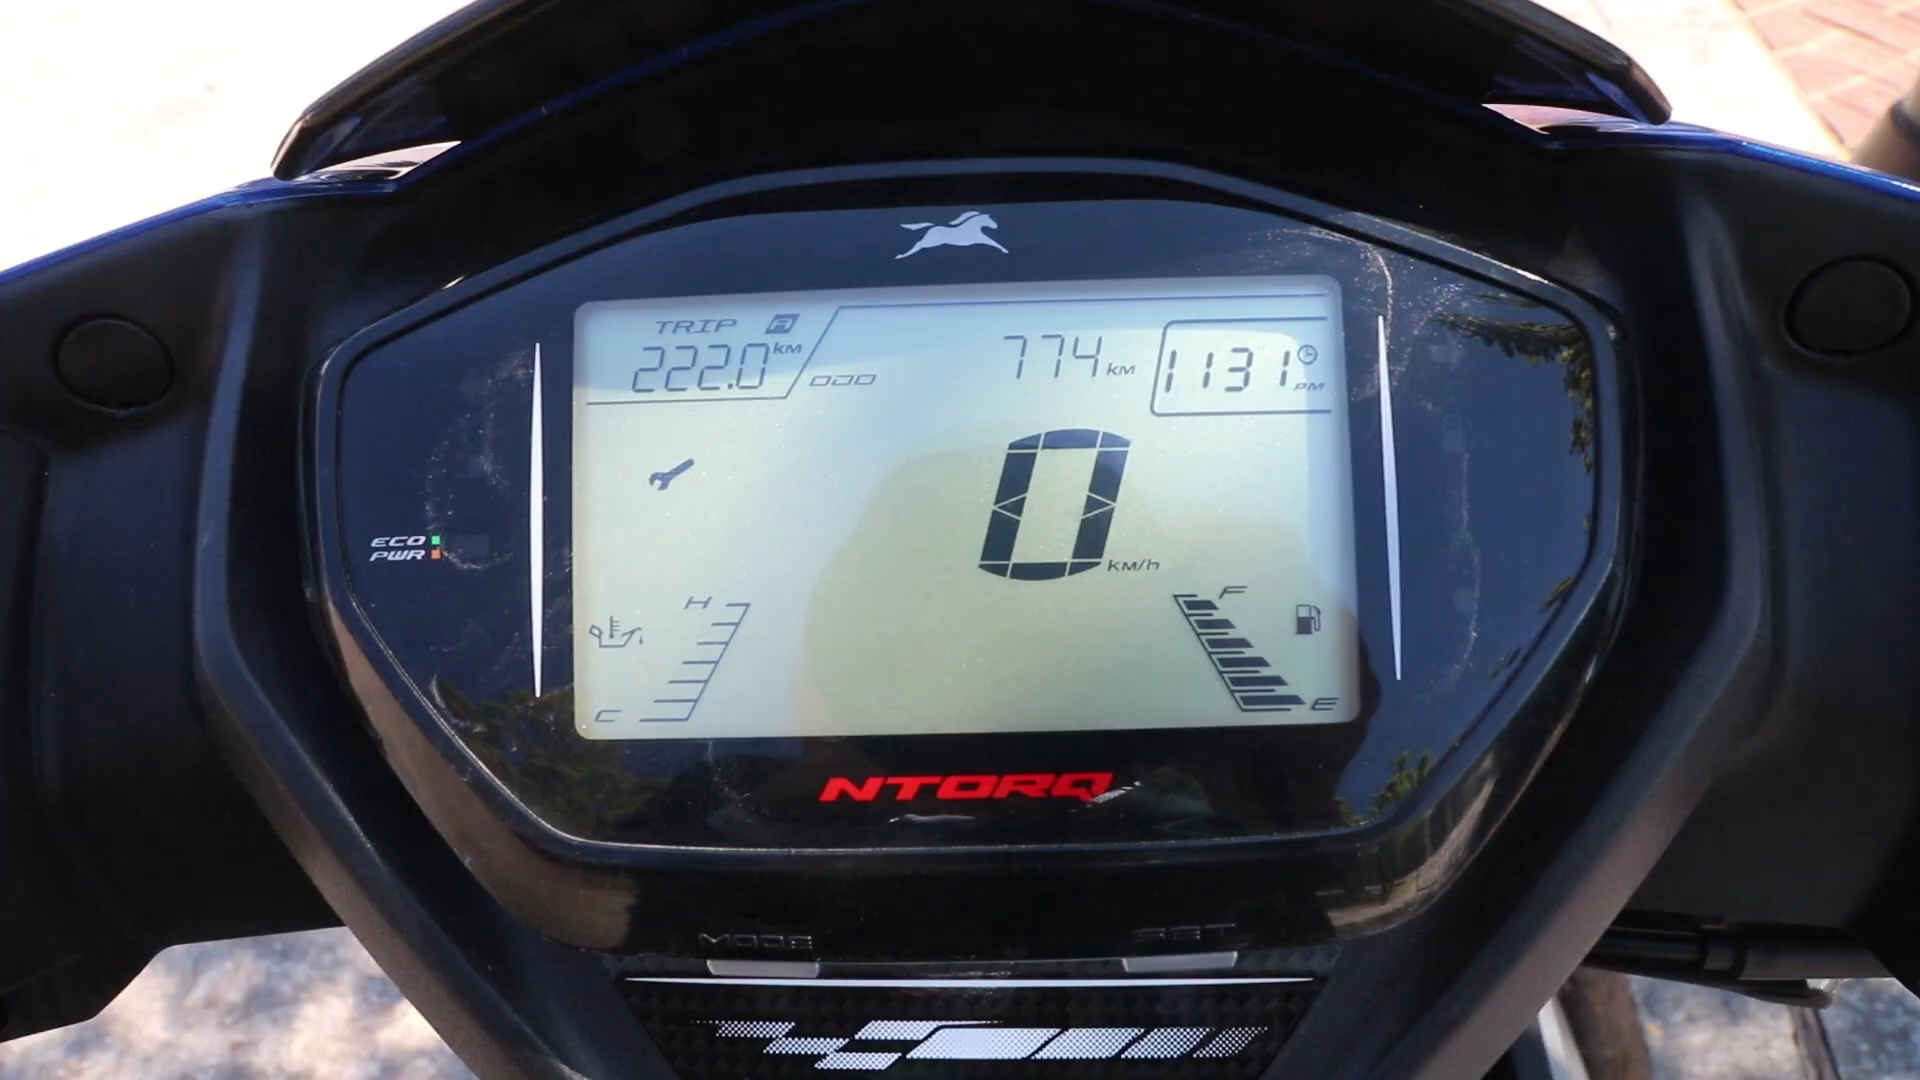 TRIP A
222.0 KM
ODO 774 KM
1131 PM
0 KM/h
ECO
PWR
H
C
F
E
NTORQ
MODE SET